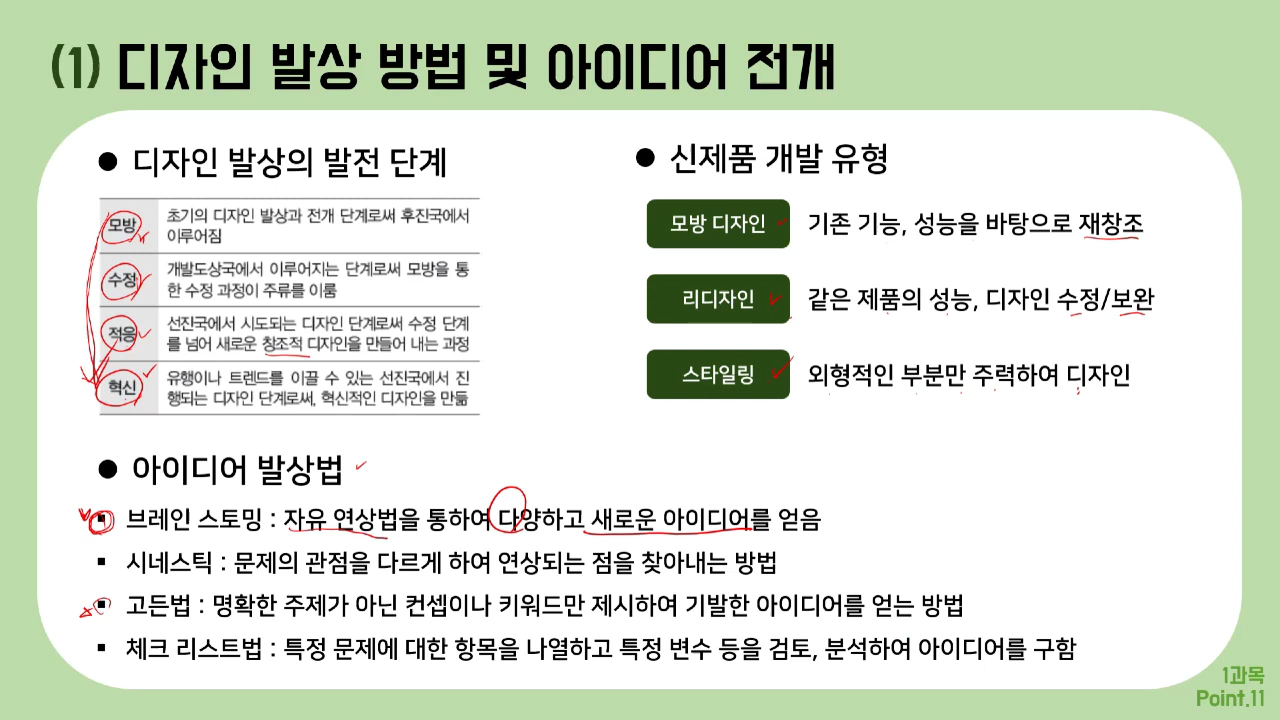 (1) 디자인 발상 방법 및 아이디어 전개
● 디자인 발상의 발전 단계
모방
초기의 디자인 발상과 전개 단계로써 후진국에서
이루어짐
수정
개발도상국에서 이루어지는 단계로써 모방을 통
한 수정 과정이 주류를 이룸
적응
선진국에서 시도되는 디자인 단계로써 수정 단계
를 넘어 새로운 창조적 디자인을 만들어 내는 과정
혁신
유행이나 트렌드를 이끌 수 있는 선진국에서 진
행되는 디자인 단계로써, 혁신적인 디자인을 만듦
● 신제품 개발 유형
모방 디자인 기존 기능, 성능을 바탕으로 재창조
리디자인 같은 제품의 성능, 디자인 수정/보완
스타일링 외형적인 부분만 주력하여 디자인
● 아이디어 발상법
▪ 브레인 스토밍 : 자유 연상법을 통하여 다양하고 새로운 아이디어를 얻음
▪ 시네스틱 : 문제의 관점을 다르게 하여 연상되는 점을 찾아내는 방법
▪ 고든법 : 명확한 주제가 아닌 컨셉이나 키워드만 제시하여 기발한 아이디어를 얻는 방법
▪ 체크 리스트법 : 특정 문제에 대한 항목을 나열하고 특정 변수 등을 검토, 분석하여 아이디어를 구함
1과목
Point.11